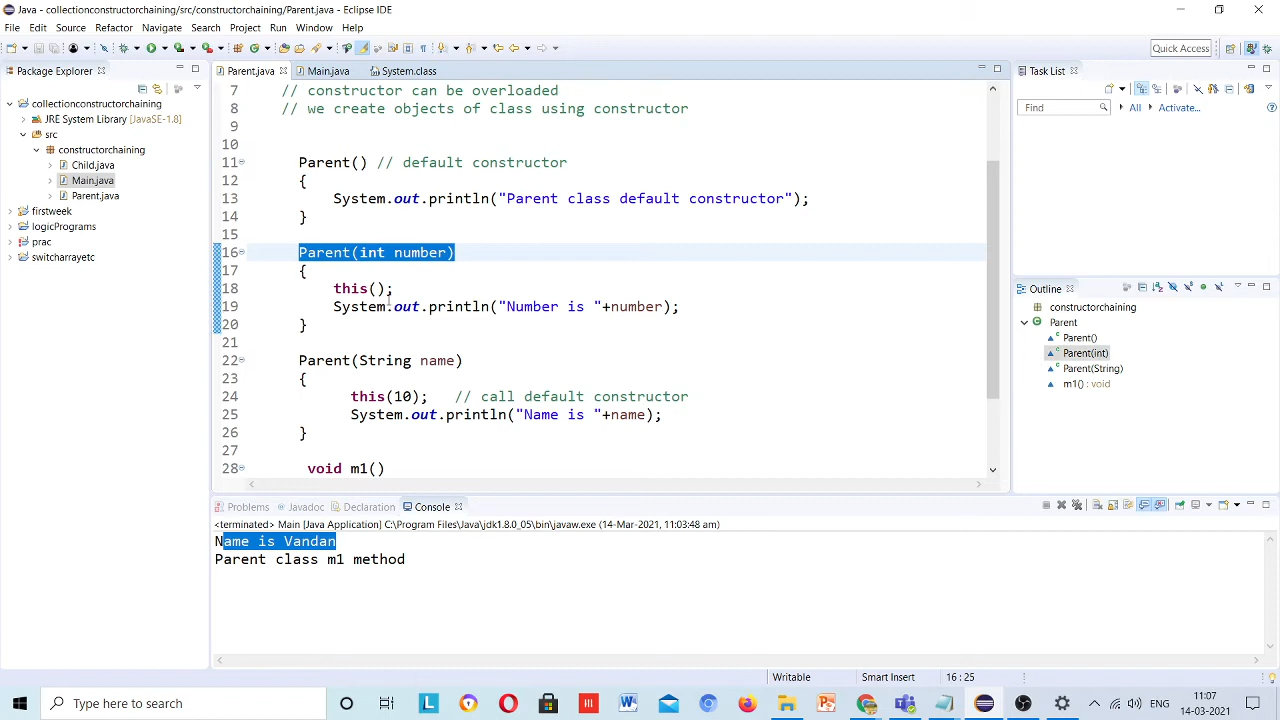 Java - collectionconstructorchaining/src/constructorchaining/Parent.java - Eclipse IDE
File Edit Source Refactor Navigate Search Project Run Window Help
Quick Access
Package Explorer
collectionconstructorchaining
JRE System Library [JavaSE-1.8]
src
constructorchaining
Child.java
Main.java
Parent.java
firstweek
logicPrograms
prac
switcharrayetc
Parent.java Main.java System.class
7 // constructor can be overloaded
8 // we create objects of class using constructor
9
10
11 Parent() // default constructor
12 {
13 System.out.println("Parent class default constructor");
14 }
15
16 Parent(int number)
17 {
18 this();
19 System.out.println("Number is "+number);
20 }
21
22 Parent(String name)
23 {
24 this(10); // call default constructor
25 System.out.println("Name is "+name);
26 }
27
28 void m1()
Task List
Find All Activate...
Outline
constructorchaining
Parent
Parent()
Parent(int)
Parent(String)
m1() : void
Problems @ Javadoc Declaration Console
<terminated> Main [Java Application] C:\Program Files\Java\jdk1.8.0_05\bin\javaw.exe (14-Mar-2021, 11:03:48 am)
Name is Vandan
Parent class m1 method
Writable Smart Insert 16 : 25
Type here to search
ENG
11:07
14-03-2021